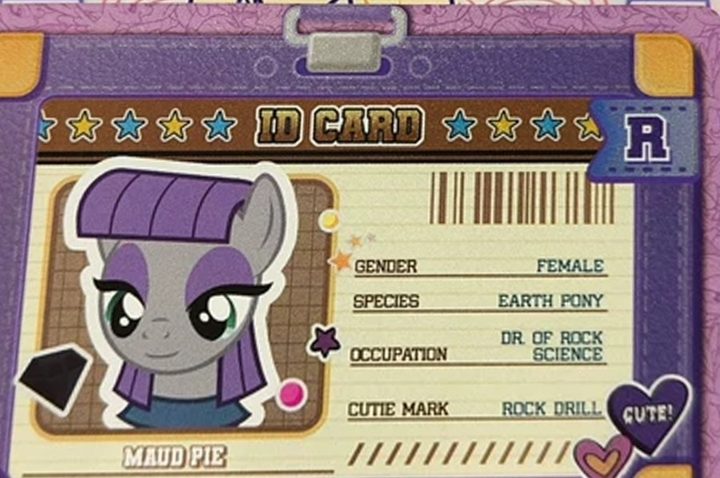 ID CARD
R
GENDER FEMALE
SPECIES EARTH PONY
OCCUPATION DR. OF ROCK
SCIENCE
CUTIE MARK ROCK DRILL
CUTE!
MAUD PIE